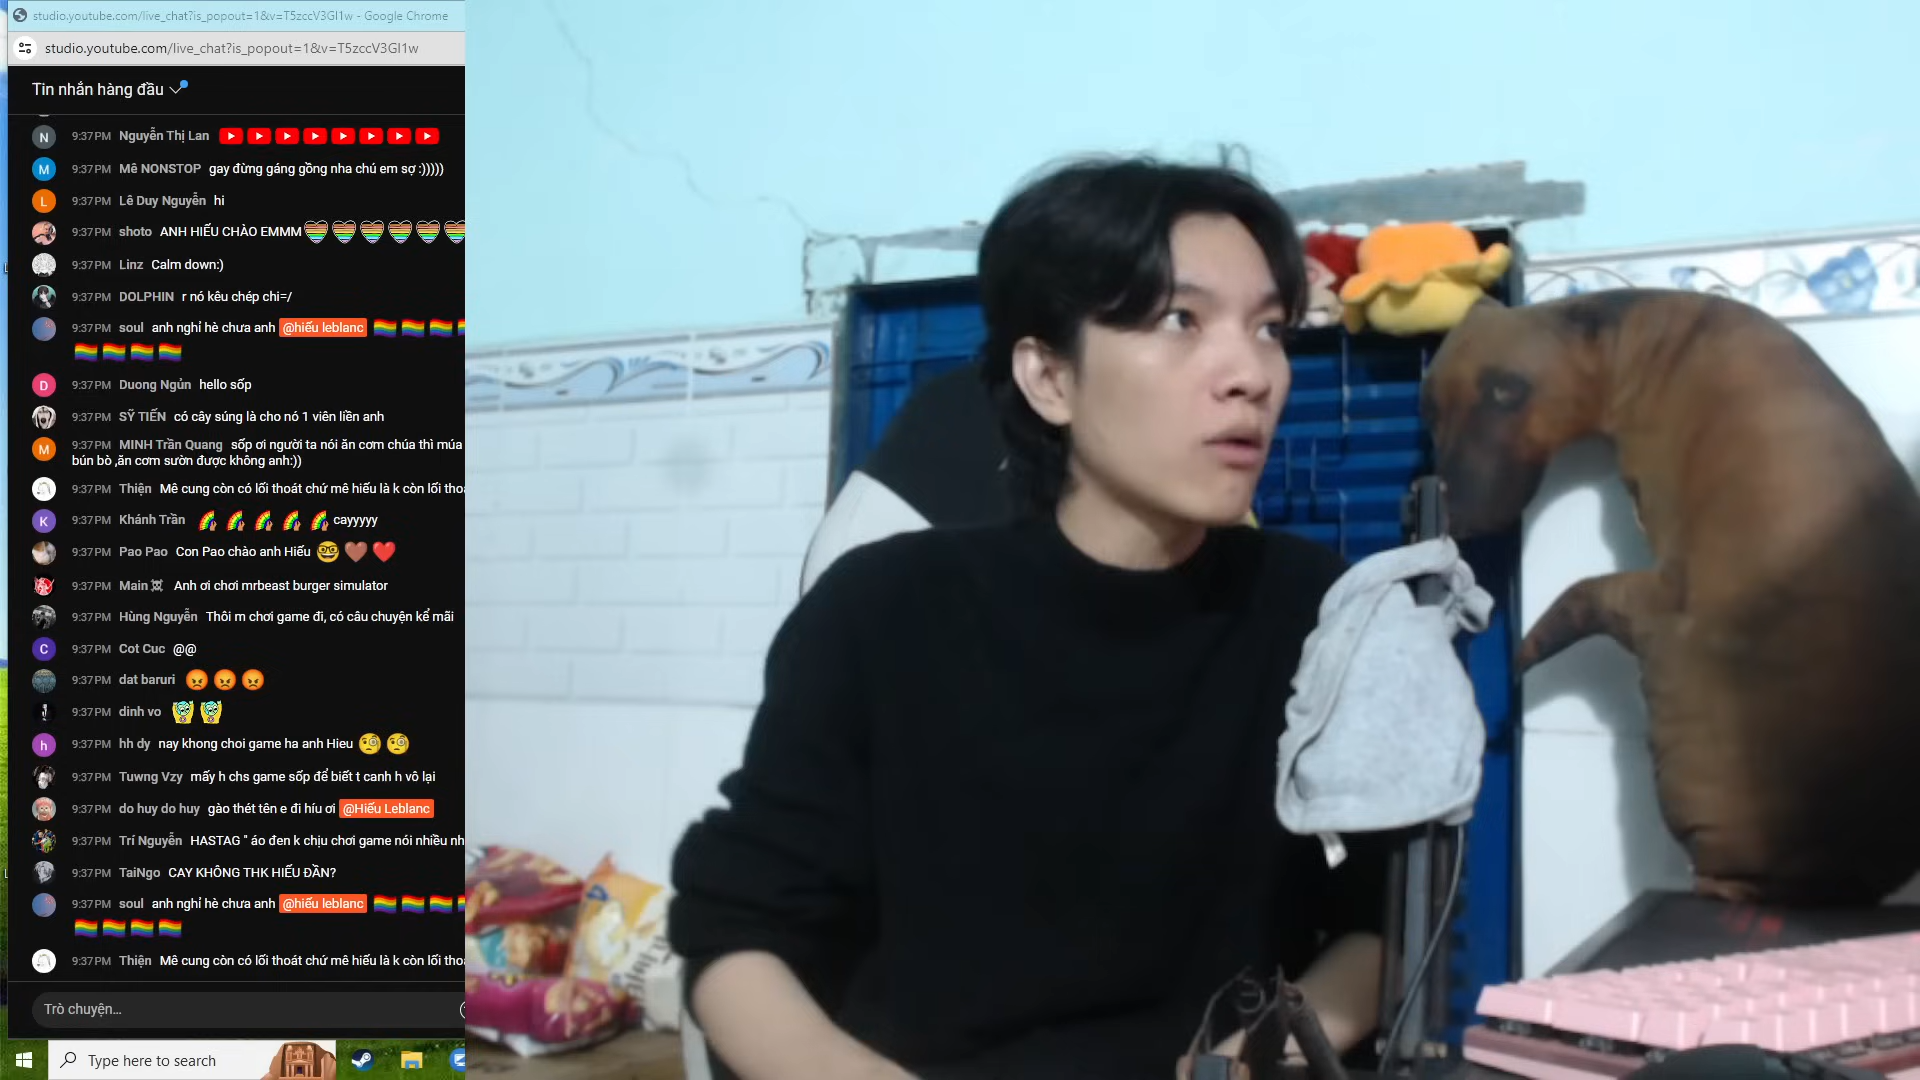 studio.youtube.com/live_chat?is_popout=1&v=T5zccV3GI1w - Google Chrome
studio.youtube.com/live_chat?is_popout=1&v=T5zccV3GI1w
Tin nhắn hàng đầu
N 9:37 PM Nguyễn Thị Lan
M 9:37 PM Mê NONSTOP gay đừng gáng gồng nha chú em sợ :)))))
L 9:37 PM Lê Duy Nguyễn hi
9:37 PM shoto ANH HIẾU CHÀO EMMM
9:37 PM Linz Calm down:)
9:37 PM DOLPHIN r nó kêu chép chi=/
9:37 PM soul anh nghỉ hè chưa anh @hiếu leblanc
D 9:37 PM Duong Ngủn hello sốp
9:37 PM SỸ TIẾN có cây súng là cho nó 1 viên liền anh
M 9:37 PM MINH Trần Quang sốp ơi người ta nói ăn cơm chúa thì múa
bún bò ,ăn cơm sườn được không anh:))
9:37 PM Thiện Mê cung còn có lối thoát chứ mê hiếu là k còn lối thoá
K 9:37 PM Khánh Trần cayyyyy
9:37 PM Pao Pao Con Pao chào anh Hiếu
9:37 PM Main Anh ơi chơi mrbeast burger simulator
9:37 PM Hùng Nguyễn Thôi m chơi game đi, có câu chuyện kể mãi
C 9:37 PM Cot Cuc @@
9:37 PM dat baruri
9:37 PM dinh vo
h 9:37 PM hh dy nay khong choi game ha anh Hieu
9:37 PM Tuwng Vzy mấy h chs game sốp để biết t canh h vô lại
9:37 PM do huy do huy gào thét tên e đi híu ơi @Hiếu Leblanc
9:37 PM Trí Nguyễn HASTAG " áo đen k chịu chơi game nói nhiều nh
9:37 PM TaiNgo CAY KHÔNG THK HIẾU ĐẦN?
9:37 PM soul anh nghỉ hè chưa anh @hiếu leblanc
9:37 PM Thiện Mê cung còn có lối thoát chứ mê hiếu là k còn lối thoá
Trò chuyện...
Type here to search